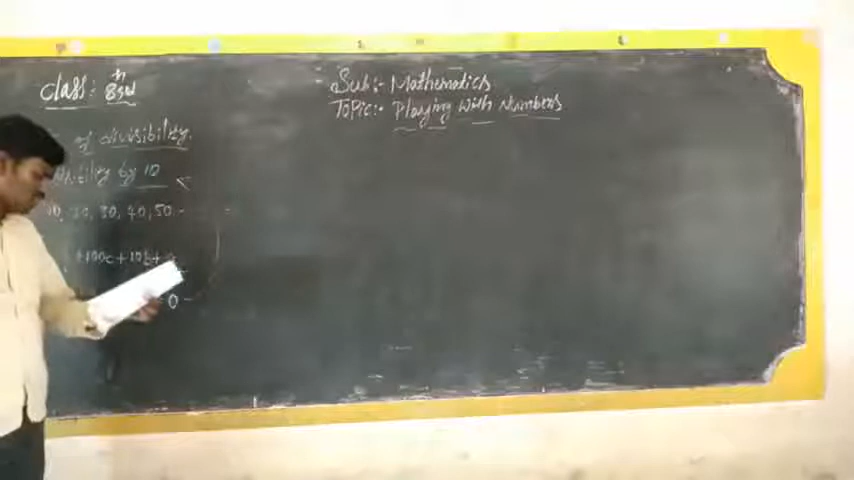 class: 8th
Sub:- Mathematics
Topic:- Playing with Numbers
of divisibility
by 10
10, 20, 30, 40, 50
+100c+10b+
0